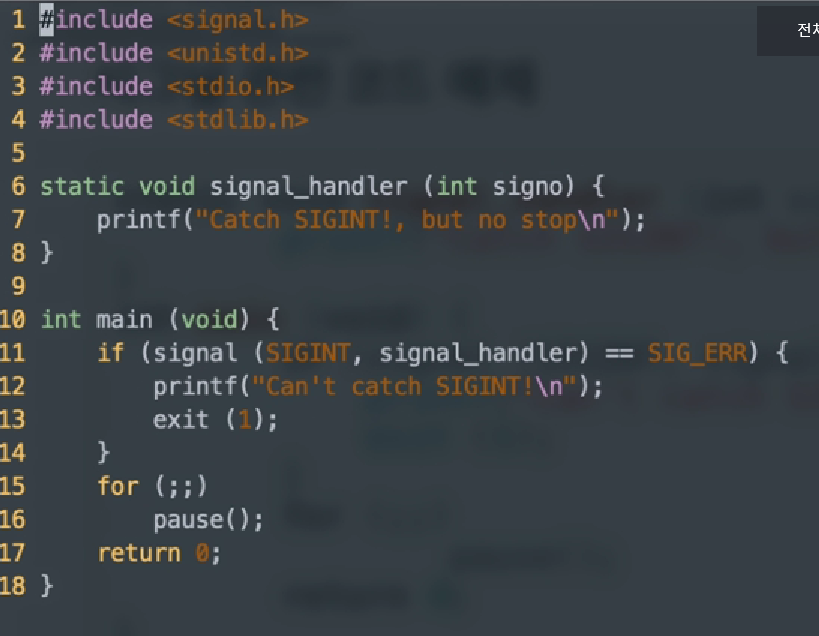 1 #include <signal.h>
2 #include <unistd.h>
3 #include <stdio.h>
4 #include <stdlib.h>
5
6 static void signal_handler (int signo) {
7     printf("Catch SIGINT!, but no stop\n");
8 }
9
10 int main (void) {
11     if (signal (SIGINT, signal_handler) == SIG_ERR) {
12         printf("Can't catch SIGINT!\n");
13         exit (1);
14     }
15     for (;;)
16         pause();
17     return 0;
18 }